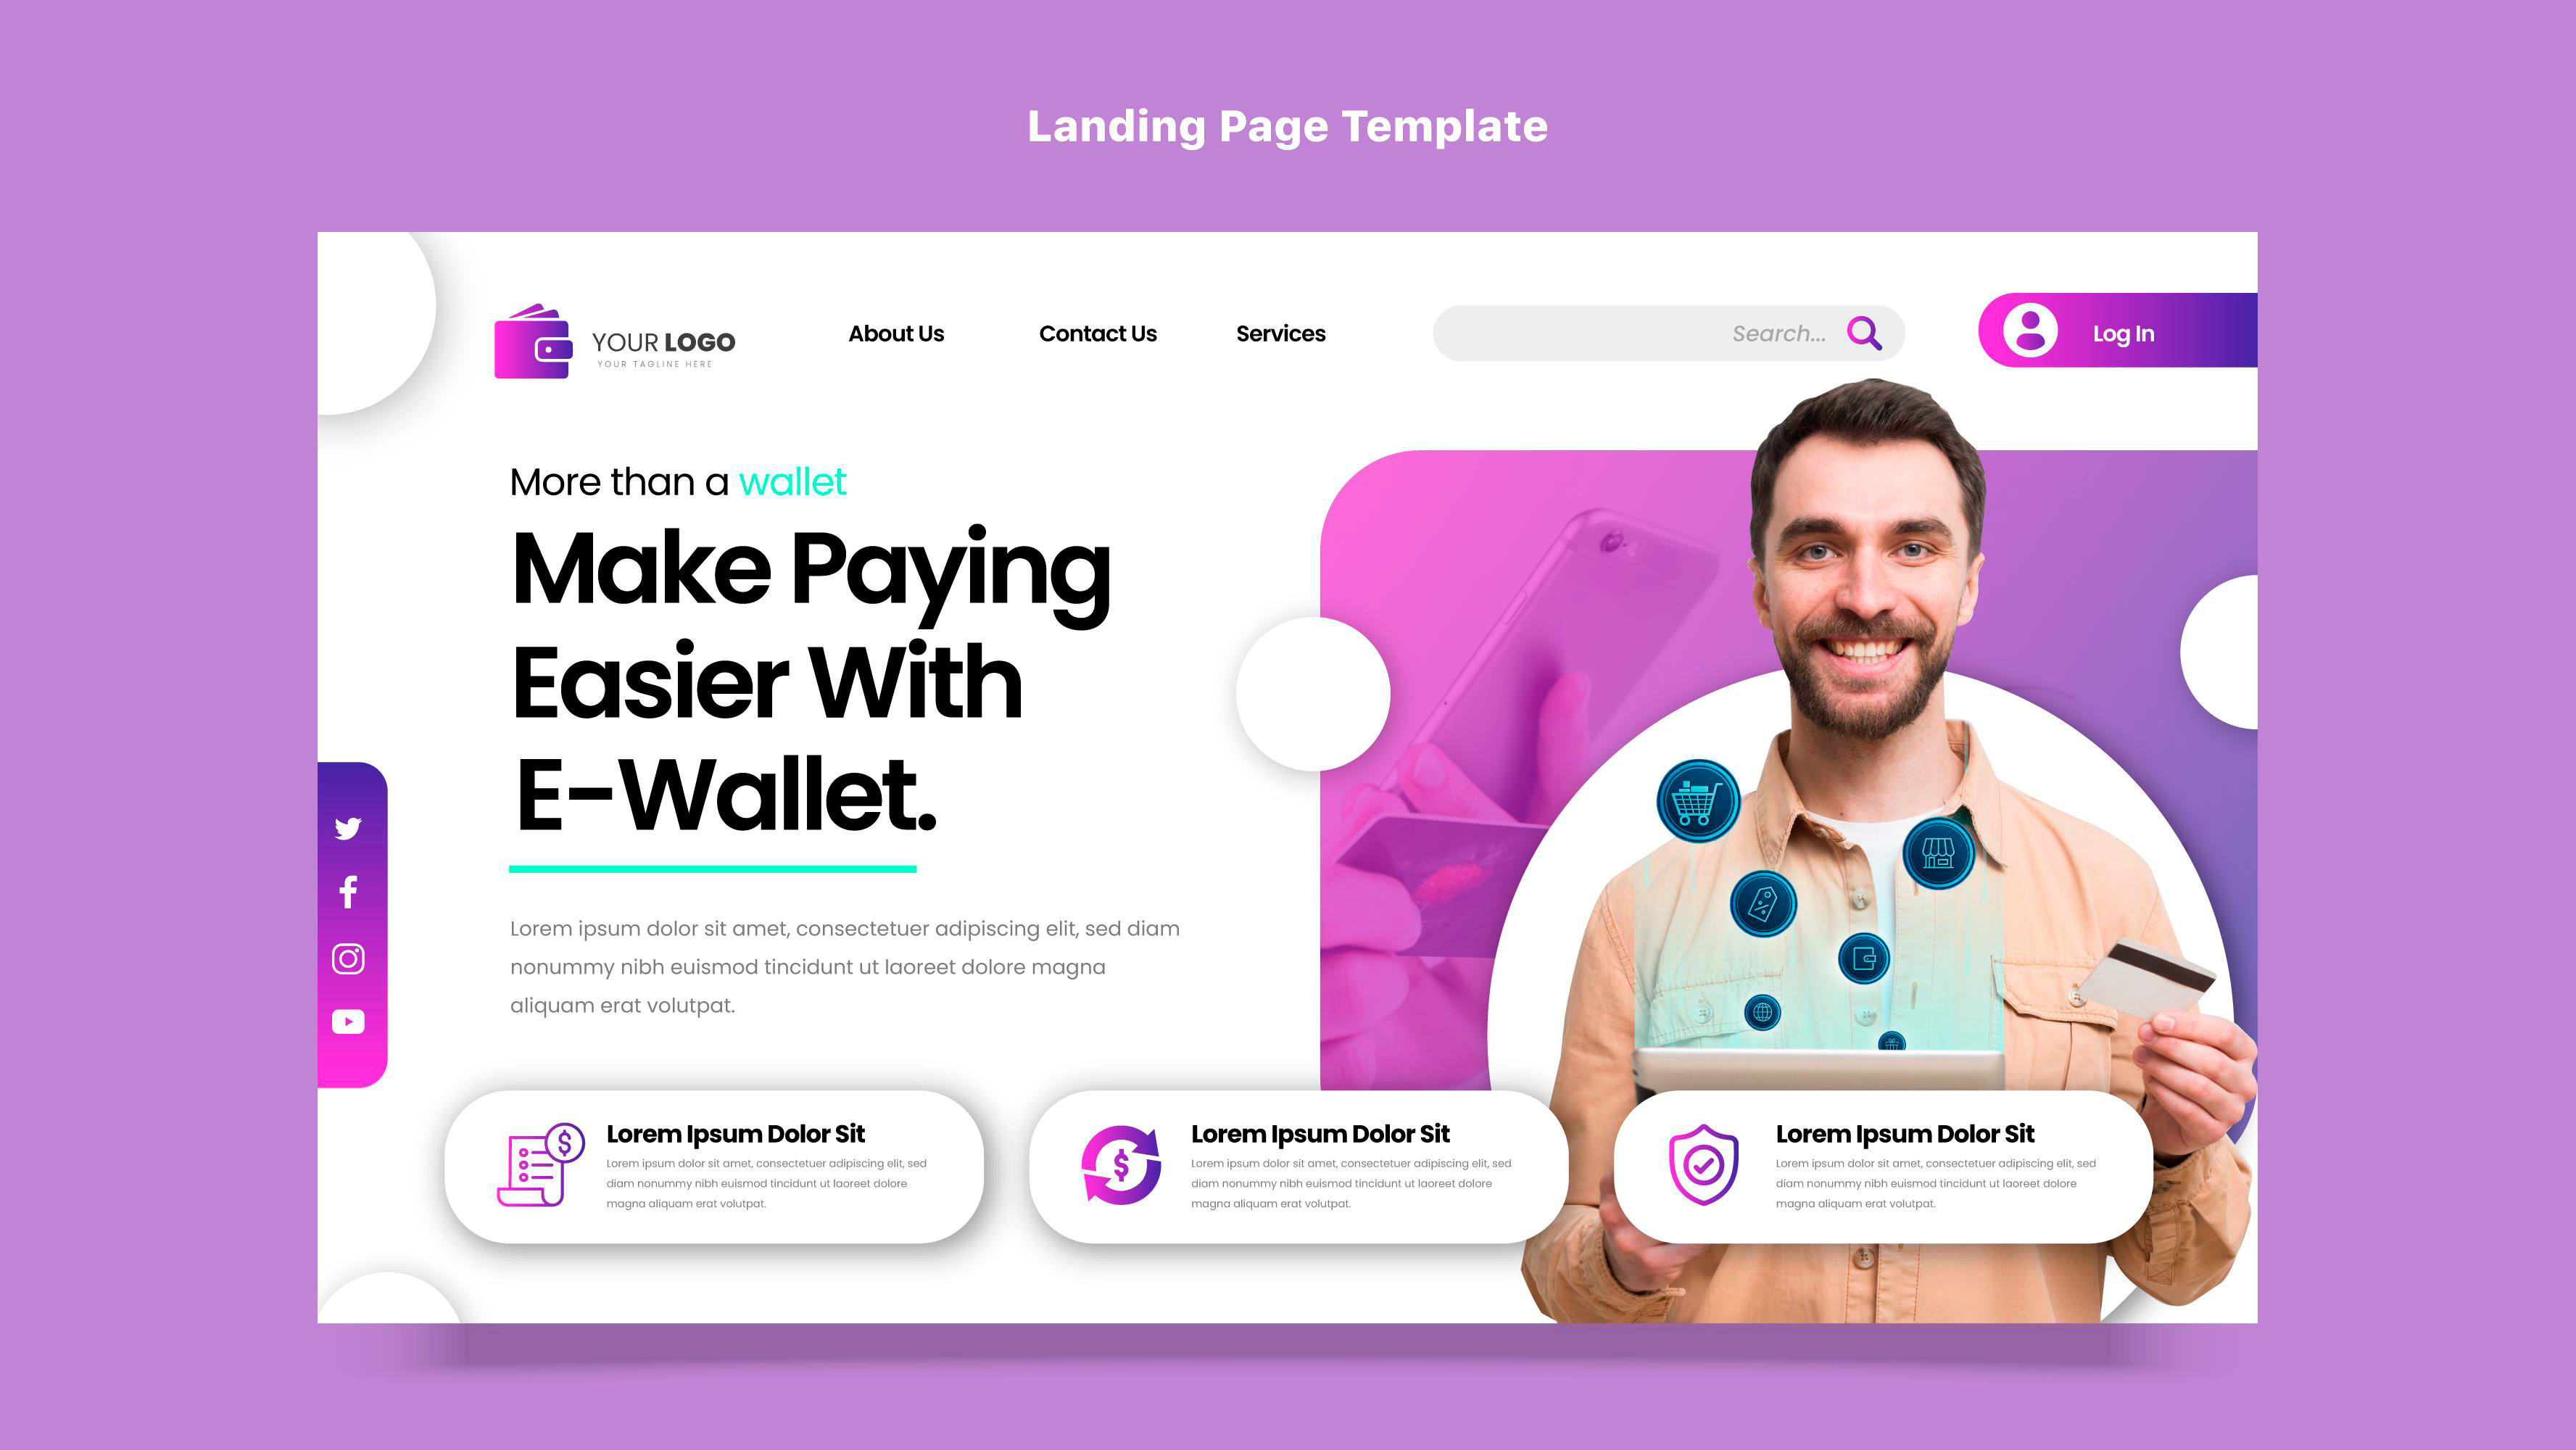 Landing Page Template
YOUR LOGO
YOUR TAGLINE HERE
About Us
Contact Us
Services
Search...
Log In
More than a wallet
Make Paying
Easier With
E-Wallet.
Lorem ipsum dolor sit amet, consectetuer adipiscing elit, sed diam
nonummy nibh euismod tincidunt ut laoreet dolore magna
aliquam erat volutpat.
Lorem Ipsum Dolor Sit
Lorem ipsum dolor sit amet, consectetuer adipiscing elit, sed
diam nonummy nibh euismod tincidunt ut laoreet dolore
magna aliquam erat volutpat.
Lorem Ipsum Dolor Sit
Lorem ipsum dolor sit amet, consectetuer adipiscing elit, sed
diam nonummy nibh euismod tincidunt ut laoreet dolore
magna aliquam erat volutpat.
Lorem Ipsum Dolor Sit
Lorem ipsum dolor sit amet, consectetuer adipiscing elit, sed
diam nonummy nibh euismod tincidunt ut laoreet dolore
magna aliquam erat volutpat.